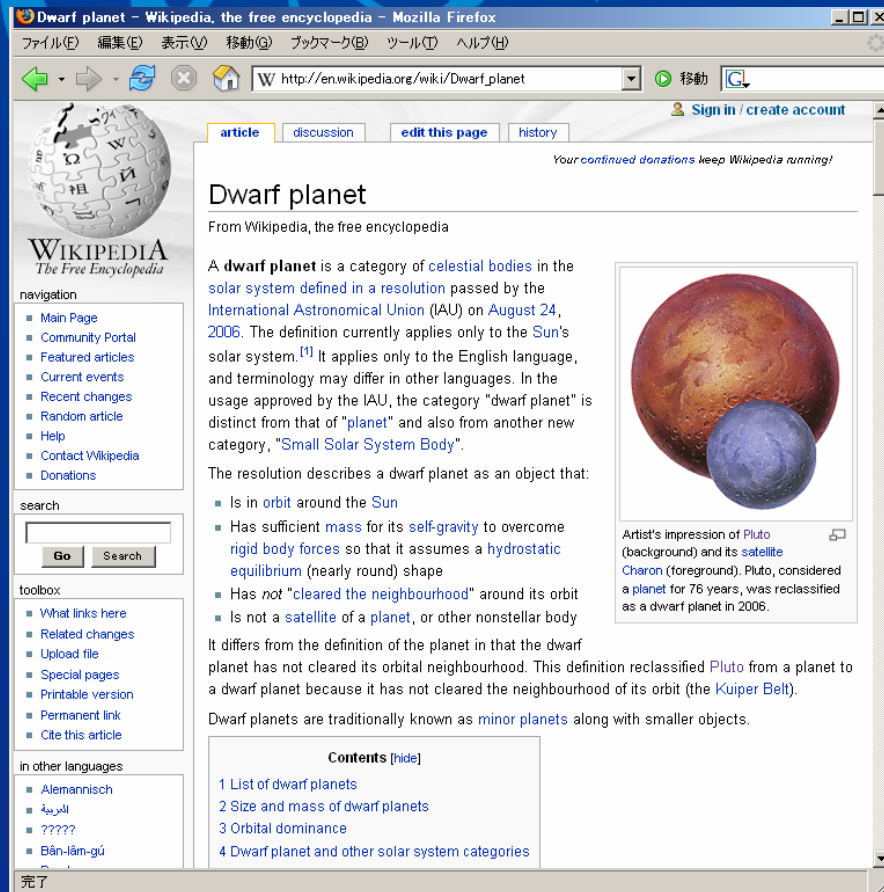 Dwarf planet - Wikipedia, the free encyclopedia - Mozilla Firefox
ファイル(F) 編集(E) 表示(V) 移動(G) ブックマーク(B) ツール(T) ヘルプ(H)
W http://en.wikipedia.org/wiki/Dwarf_planet 移動 G
Sign in / create account
article discussion edit this page history
Your continued donations keep Wikipedia running!
WIKIPEDIA
The Free Encyclopedia
navigation
Main Page
Community Portal
Featured articles
Current events
Recent changes
Random article
Help
Contact Wikipedia
Donations
search
Go Search
toolbox
What links here
Related changes
Upload file
Special pages
Printable version
Permanent link
Cite this article
in other languages
Alemannisch
العربية
?????
Bân-lâm-gú
Dwarf planet
From Wikipedia, the free encyclopedia
A dwarf planet is a category of celestial bodies in the
solar system defined in a resolution passed by the
International Astronomical Union (IAU) on August 24,
2006. The definition currently applies only to the Sun's
solar system.[1] It applies only to the English language,
and terminology may differ in other languages. In the
usage approved by the IAU, the category "dwarf planet" is
distinct from that of "planet" and also from another new
category, "Small Solar System Body".
The resolution describes a dwarf planet as an object that:
Is in orbit around the Sun
Has sufficient mass for its self-gravity to overcome
rigid body forces so that it assumes a hydrostatic
equilibrium (nearly round) shape
Has not "cleared the neighbourhood" around its orbit
Is not a satellite of a planet, or other nonstellar body
Artist's impression of Pluto
(background) and its satellite
Charon (foreground). Pluto, considered
a planet for 76 years, was reclassified
as a dwarf planet in 2006.
It differs from the definition of the planet in that the dwarf
planet has not cleared its orbital neighbourhood. This definition reclassified Pluto from a planet to
a dwarf planet because it has not cleared the neighbourhood of its orbit (the Kuiper Belt).
Dwarf planets are traditionally known as minor planets along with smaller objects.
Contents [hide]
1 List of dwarf planets
2 Size and mass of dwarf planets
3 Orbital dominance
4 Dwarf planet and other solar system categories
完了